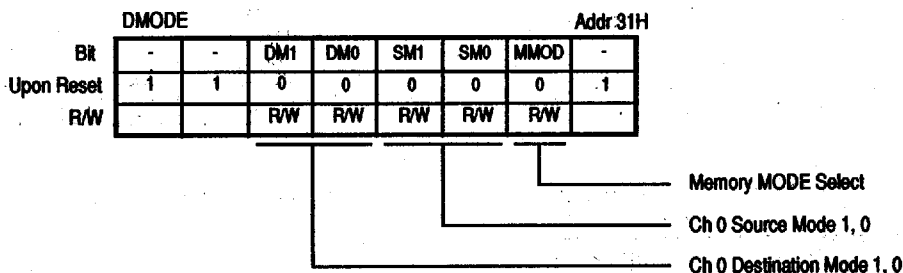 DMODE Addr 31H
Bit - - DM1 DM0 SM1 SM0 MMOD -
Upon Reset 1 1 0 0 0 0 0 1
R/W R/W R/W R/W R/W R/W
Memory MODE Select
Ch 0 Source Mode 1, 0
Ch 0 Destination Mode 1, 0